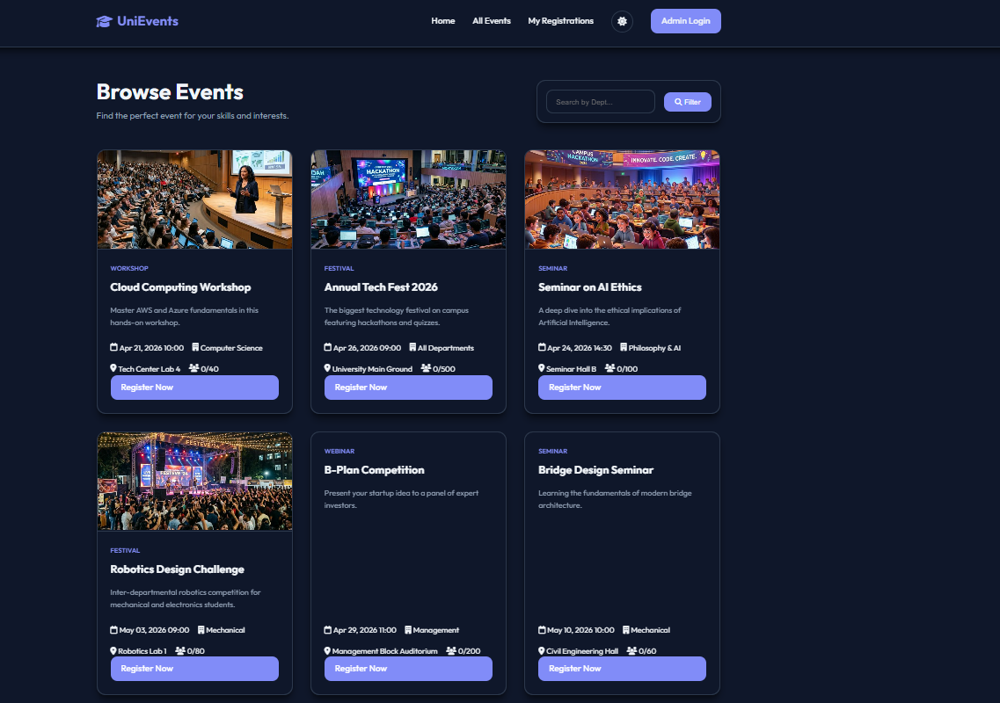 UniEvents
Home
All Events
My Registrations
Admin Login
Browse Events
Find the perfect event for your skills and interests.
Search by Dept...
Filter
HACKATHON
CAMPUS
HACKATHON
INNOVATE. CODE. CREATE.
WORKSHOP
Cloud Computing Workshop
Master AWS and Azure fundamentals in this
hands-on workshop.
Apr 21, 2026 10:00
Computer Science
Tech Center Lab 4
0/40
Register Now
FESTIVAL
Annual Tech Fest 2026
The biggest technology festival on campus
featuring hackathons and quizzes.
Apr 26, 2026 09:00
All Departments
University Main Ground
0/500
Register Now
SEMINAR
Seminar on AI Ethics
A deep dive into the ethical implications of
Artificial Intelligence.
Apr 24, 2026 14:30
Philosophy & AI
Seminar Hall B
0/100
Register Now
FESTEVE '24
FESTEVE '24
FESTIVAL
Robotics Design Challenge
Inter-departmental robotics competition for
mechanical and electronics students.
May 03, 2026 09:00
Mechanical
Robotics Lab 1
0/80
Register Now
WEBINAR
B-Plan Competition
Present your startup idea to a panel of expert
investors.
Apr 29, 2026 11:00
Management
Management Block Auditorium
0/200
Register Now
SEMINAR
Bridge Design Seminar
Learning the fundamentals of modern bridge
architecture.
May 10, 2026 10:00
Mechanical
Civil Engineering Hall
0/60
Register Now